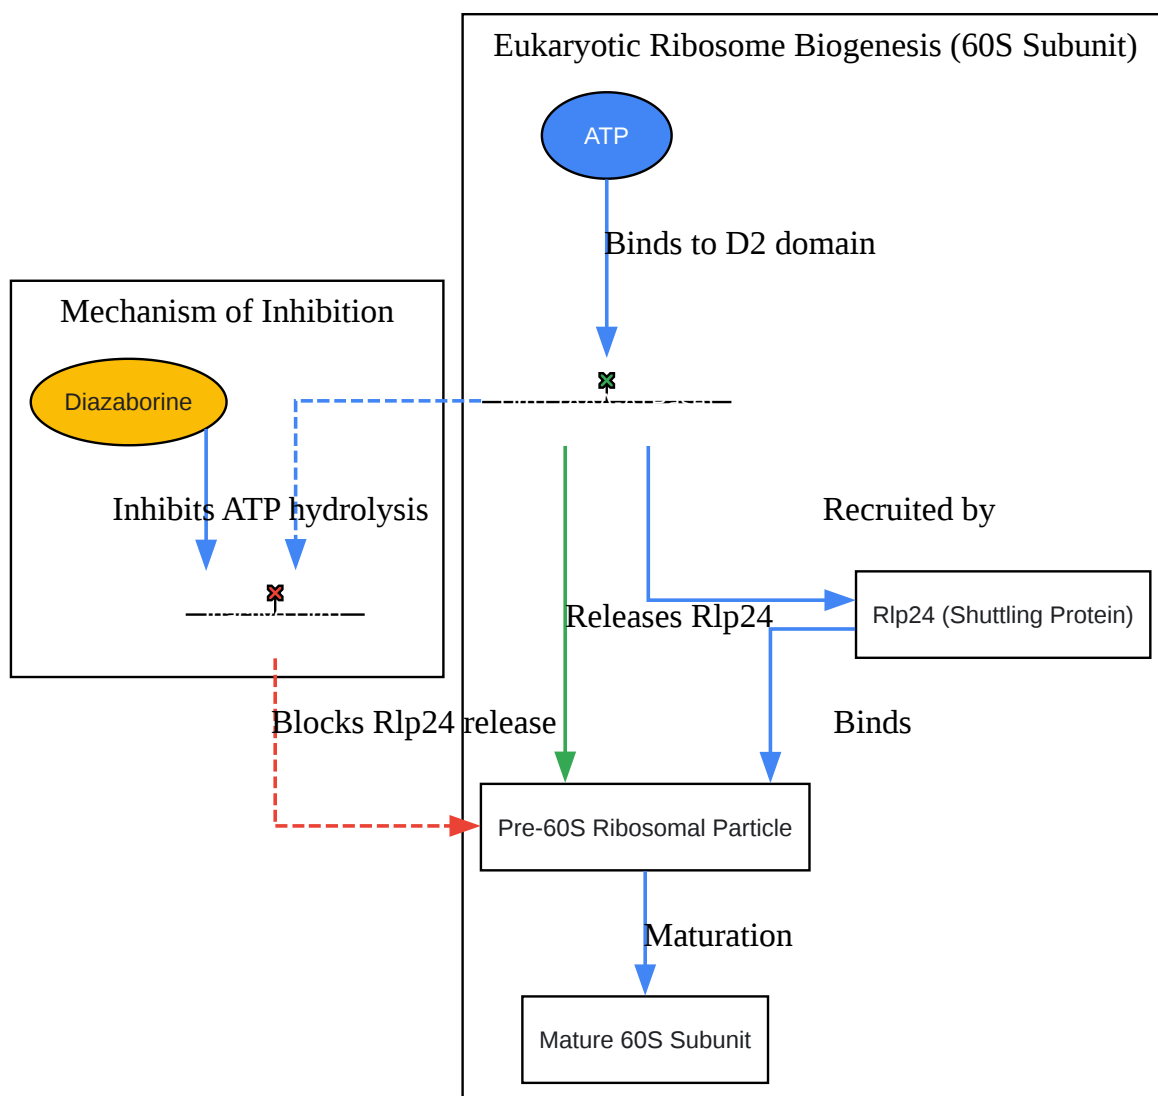 Eukaryotic Ribosome Biogenesis (60S Subunit)
ATP
Binds to D2 domain
Mechanism of Inhibition
Diazaborine
Inhibits ATP hydrolysis
Recruited by
Releases Rlp24
Rlp24 (Shuttling Protein)
Blocks Rlp24 release
Binds
Pre-60S Ribosomal Particle
Maturation
Mature 60S Subunit